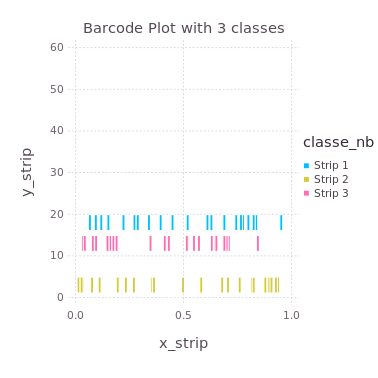 Barcode Plot with 3 classes
60
50
40
30
20
10
0
y_strip
0.0 0.5 1.0
x_strip
classe_nb
Strip 1
Strip 2
Strip 3